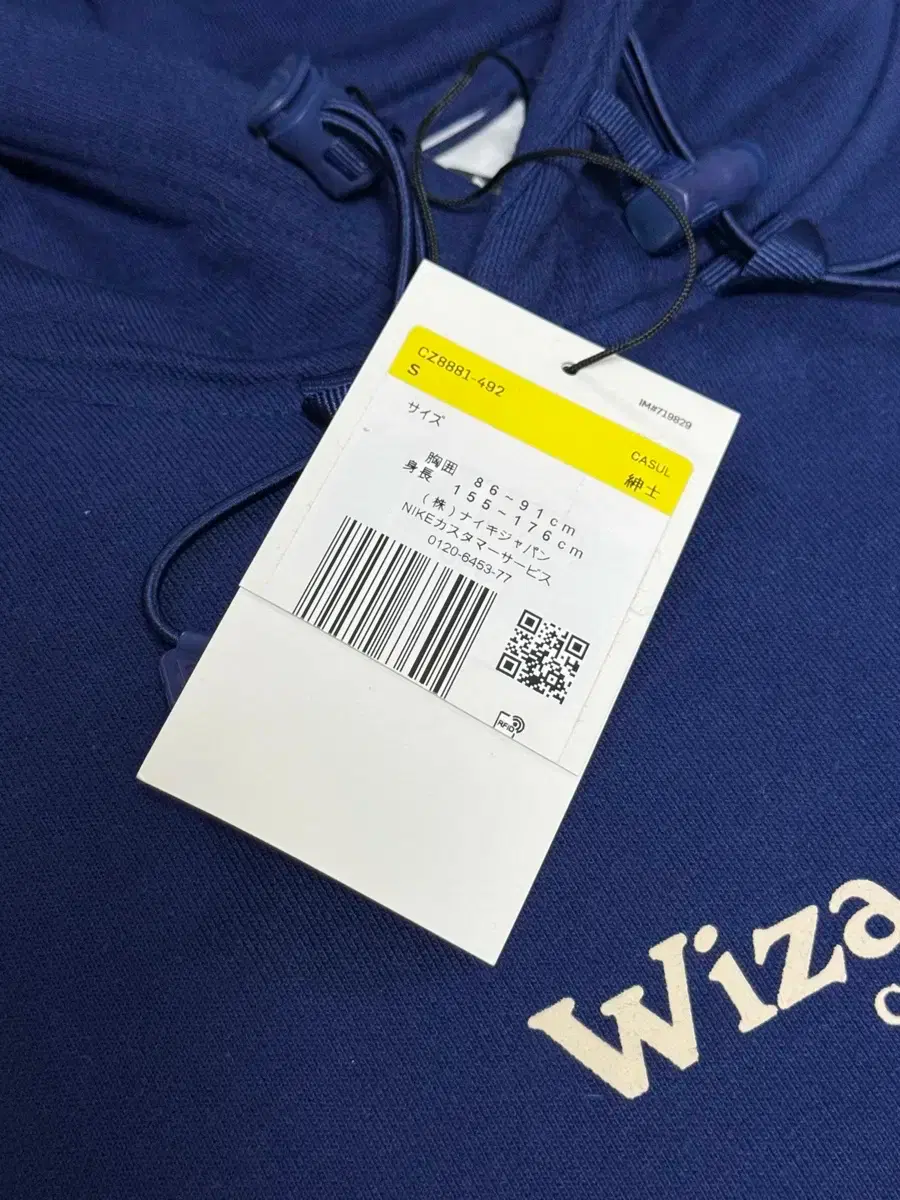 CZ8881-492
S
IM#719829
サイズ
CASUL
紳士
胸囲 86~91cm
身長 155~176cm
(株)ナイキジャパン
NIKEカスタマーサービス
0120-6453-77
RFID
Wiza